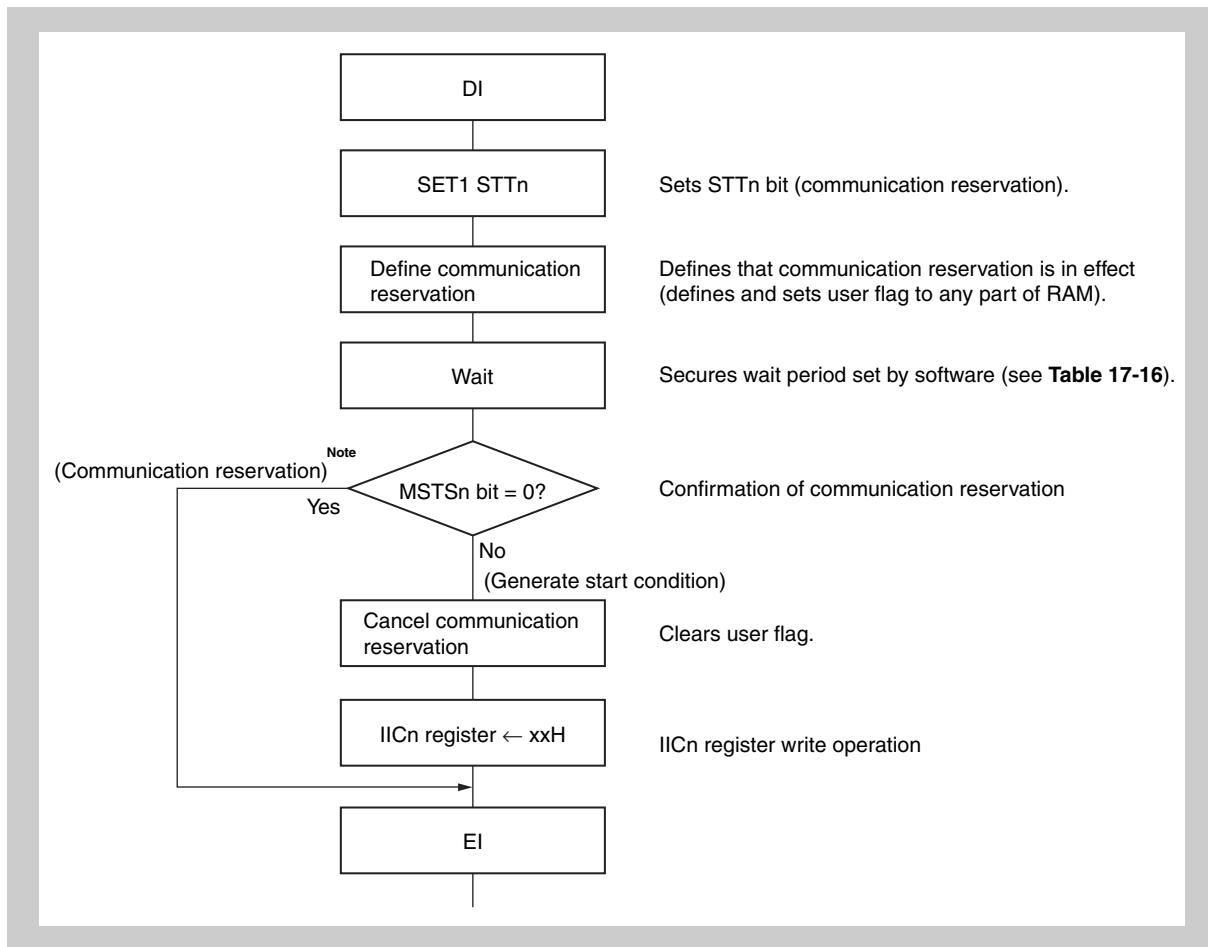 DI
SET1 STTn
Sets STTn bit (communication reservation).
Define communication
reservation
Defines that communication reservation is in effect
(defines and sets user flag to any part of RAM).
Wait
Secures wait period set by software (see Table 17-16).
(Communication reservation) Note
Yes
MSTSn bit = 0?
Confirmation of communication reservation
No
(Generate start condition)
Cancel communication
reservation
Clears user flag.
IICn register ← xxH
IICn register write operation
EI